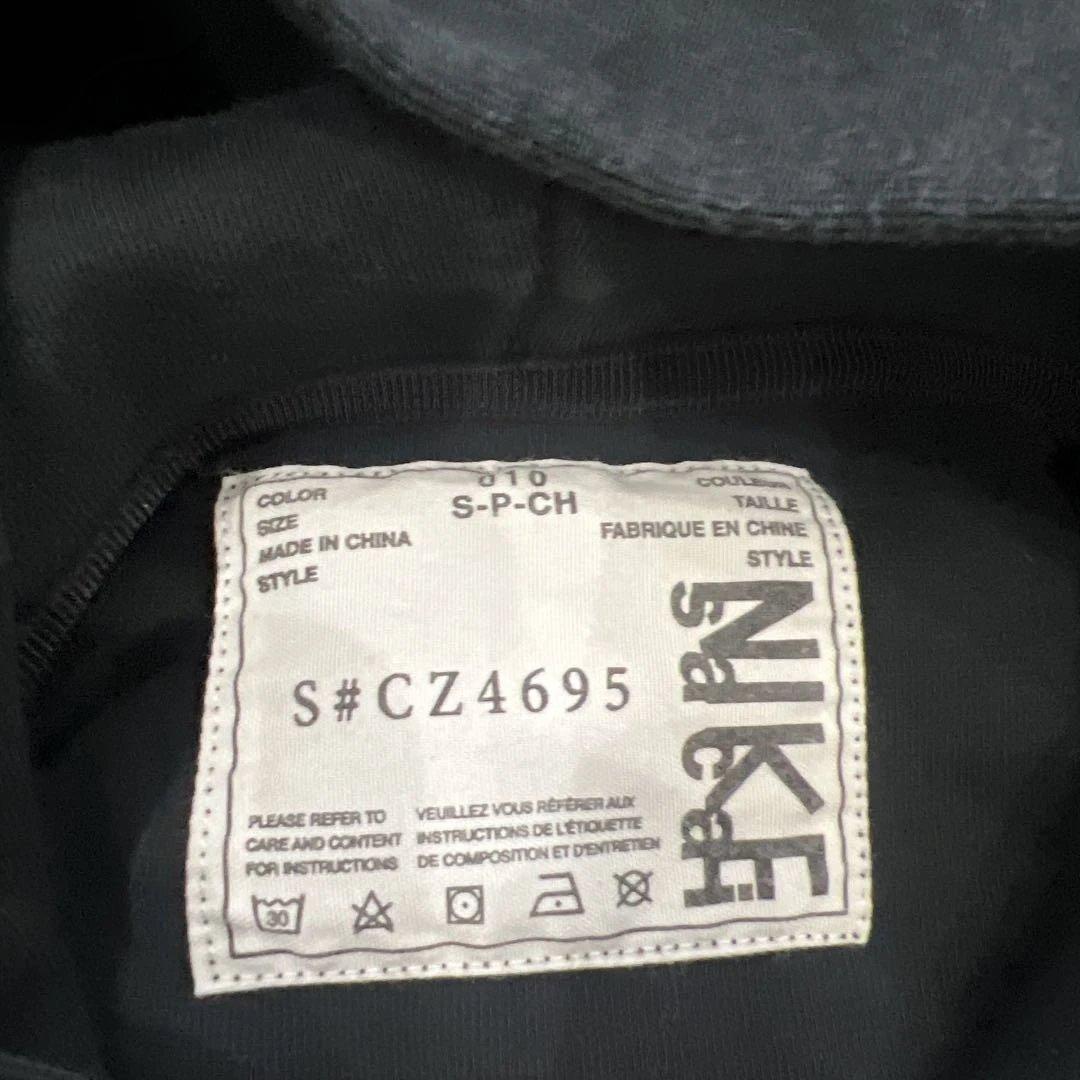 COLOR
010
COULEUR
SIZE
S-P-CH
TAILLE
MADE IN CHINA
FABRIQUE EN CHINE
STYLE
STYLE
S#CZ4695
NIKE
sacai
PLEASE REFER TO
CARE AND CONTENT
FOR INSTRUCTIONS
VEUILLEZ VOUS RÉFÉRER AUX
INSTRUCTIONS DE L'ÉTIQUETTE
DE COMPOSITION ET D'ENTRETIEN
30